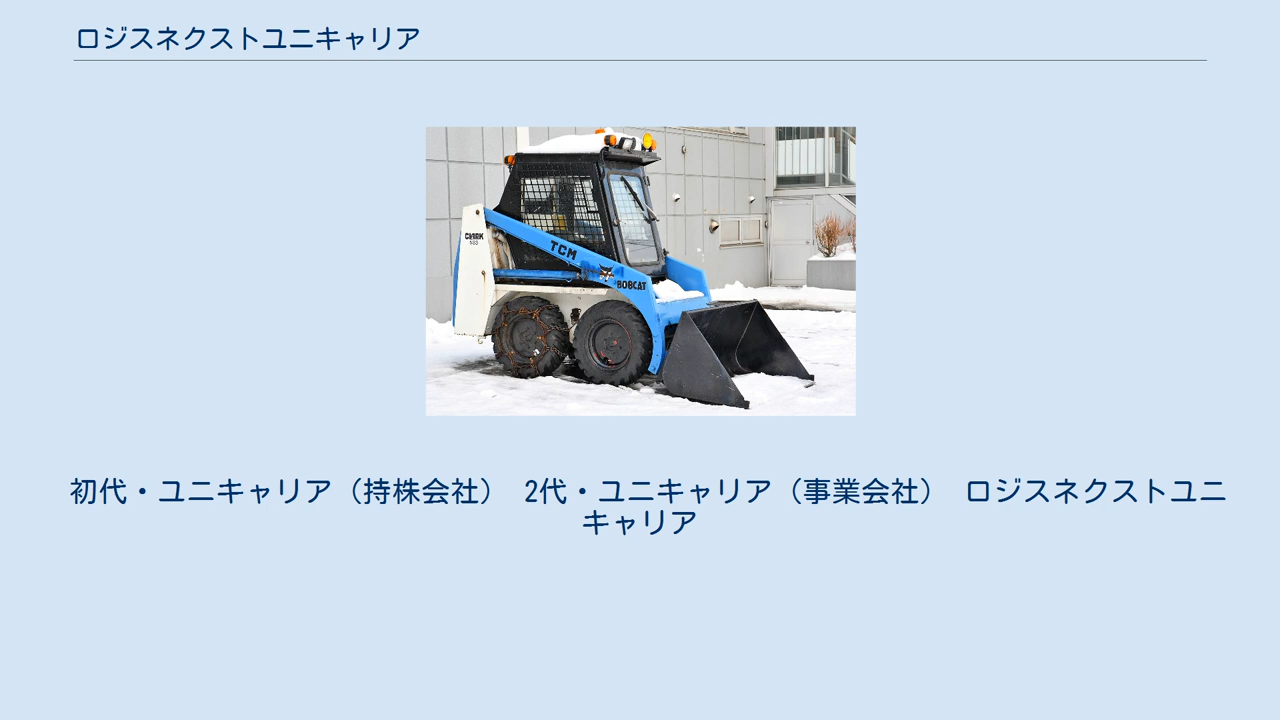 ロジスネクストユニキャリア
CLARK
TCM
BOBCAT
初代・ユニキャリア（持株会社） 2代・ユニキャリア（事業会社） ロジスネクストユニ
キャリア